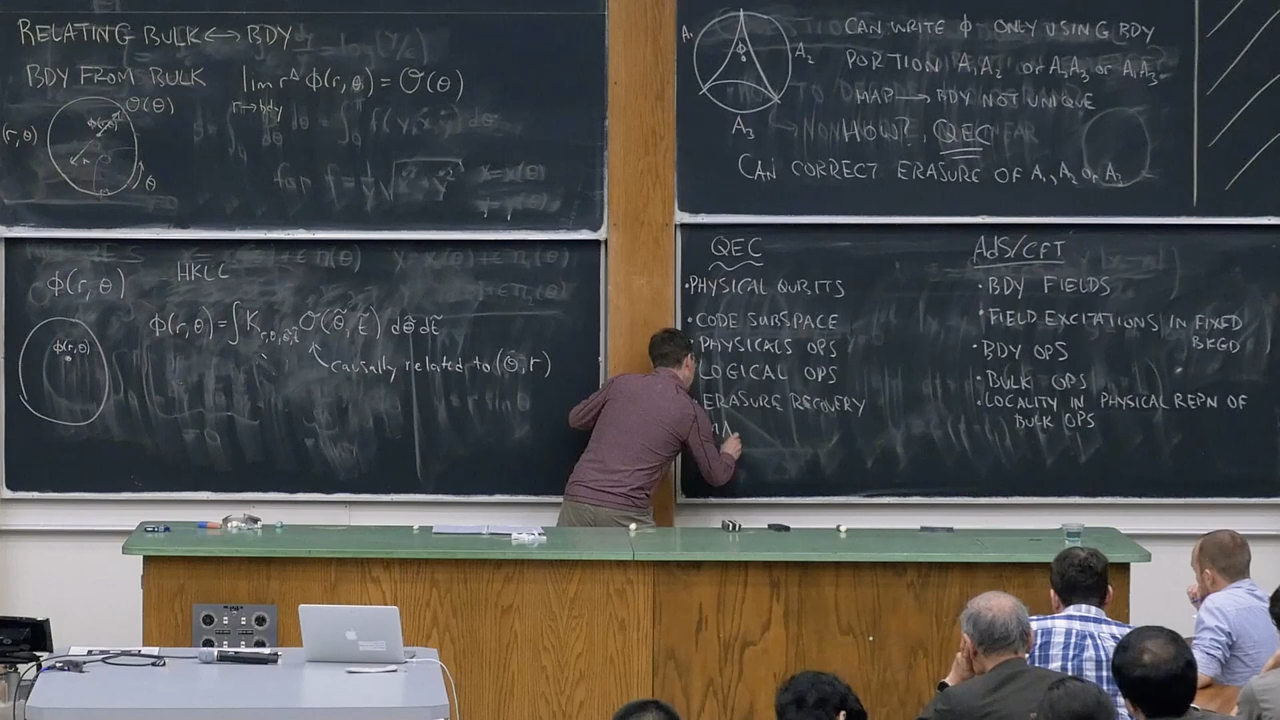 RELATING BULK ↔ BDY
BDY FROM BULK
lim r^Δ φ(r, θ) = O(θ)
r→bdy
O(θ)
(r, θ)
r
θ
φ(r, θ)
HKLL
φ(r, θ) = ∫ K_{r,θ,θ̃,t̃} O(θ̃, t̃) dθ̃ dt̃
φ(r,θ)
causally related to (θ, r)
A₁
φ
A₂
A₃
CAN WRITE φ ONLY USING BDY
PORTION A₁A₂ or A₂A₃ or A₁A₃
MAP → BDY NOT UNIQUE
HOW? QEC
CAN CORRECT ERASURE OF A₁, A₂ or A₃
QEC
• PHYSICAL QUBITS
• CODE SUBSPACE
PHYSICALS OPS
LOGICAL OPS
ERASURE RECOVERY
AdS/CFT
• BDY FIELDS
• FIELD EXCITATIONS IN FIXED
BKGD
• BDY OPS
• BULK OPS
• LOCALITY IN PHYSICAL REPN OF
BULK OPS